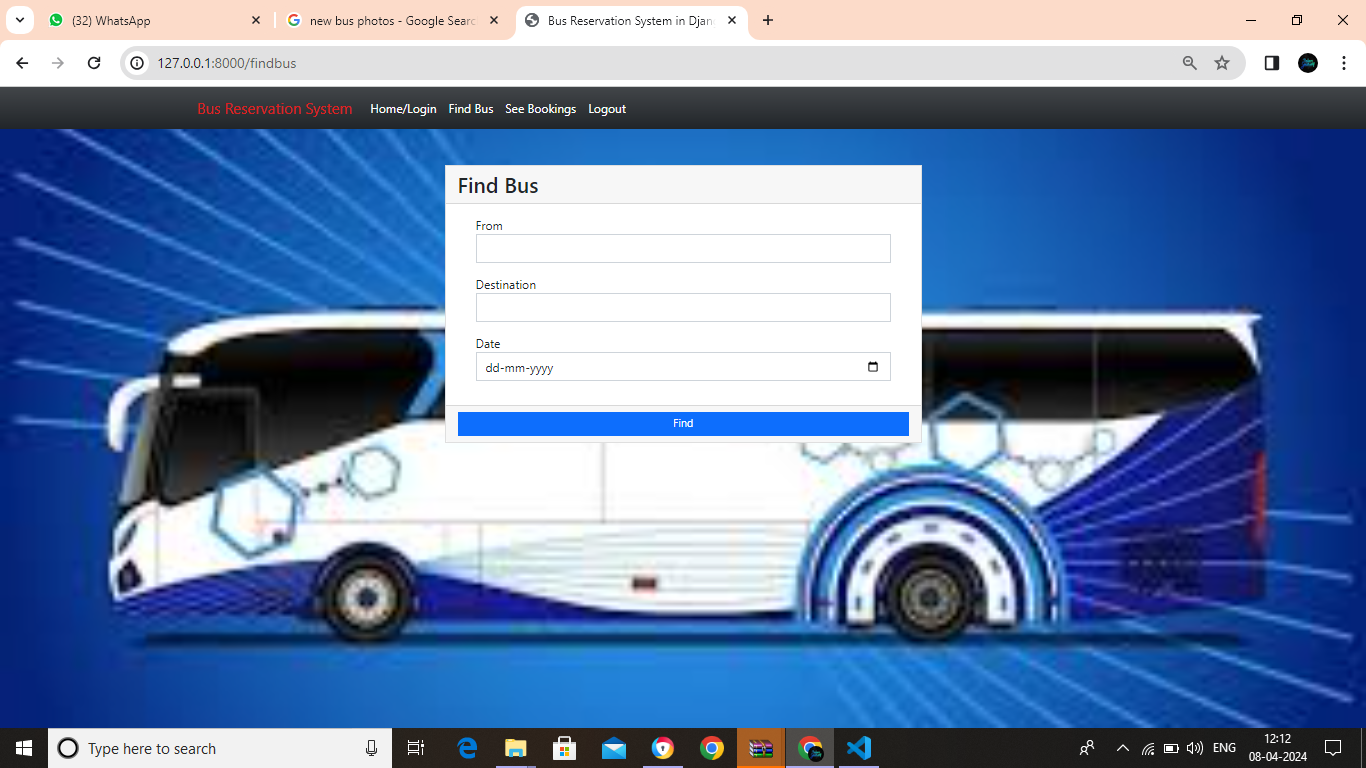 (32) WhatsApp
new bus photos - Google Searc
Bus Reservation System in Djan
127.0.0.1:8000/findbus
Bus Reservation System Home/Login Find Bus See Bookings Logout
Find Bus
From
Destination
Date
dd-mm-yyyy
Find
Type here to search
ENG
12:12
08-04-2024